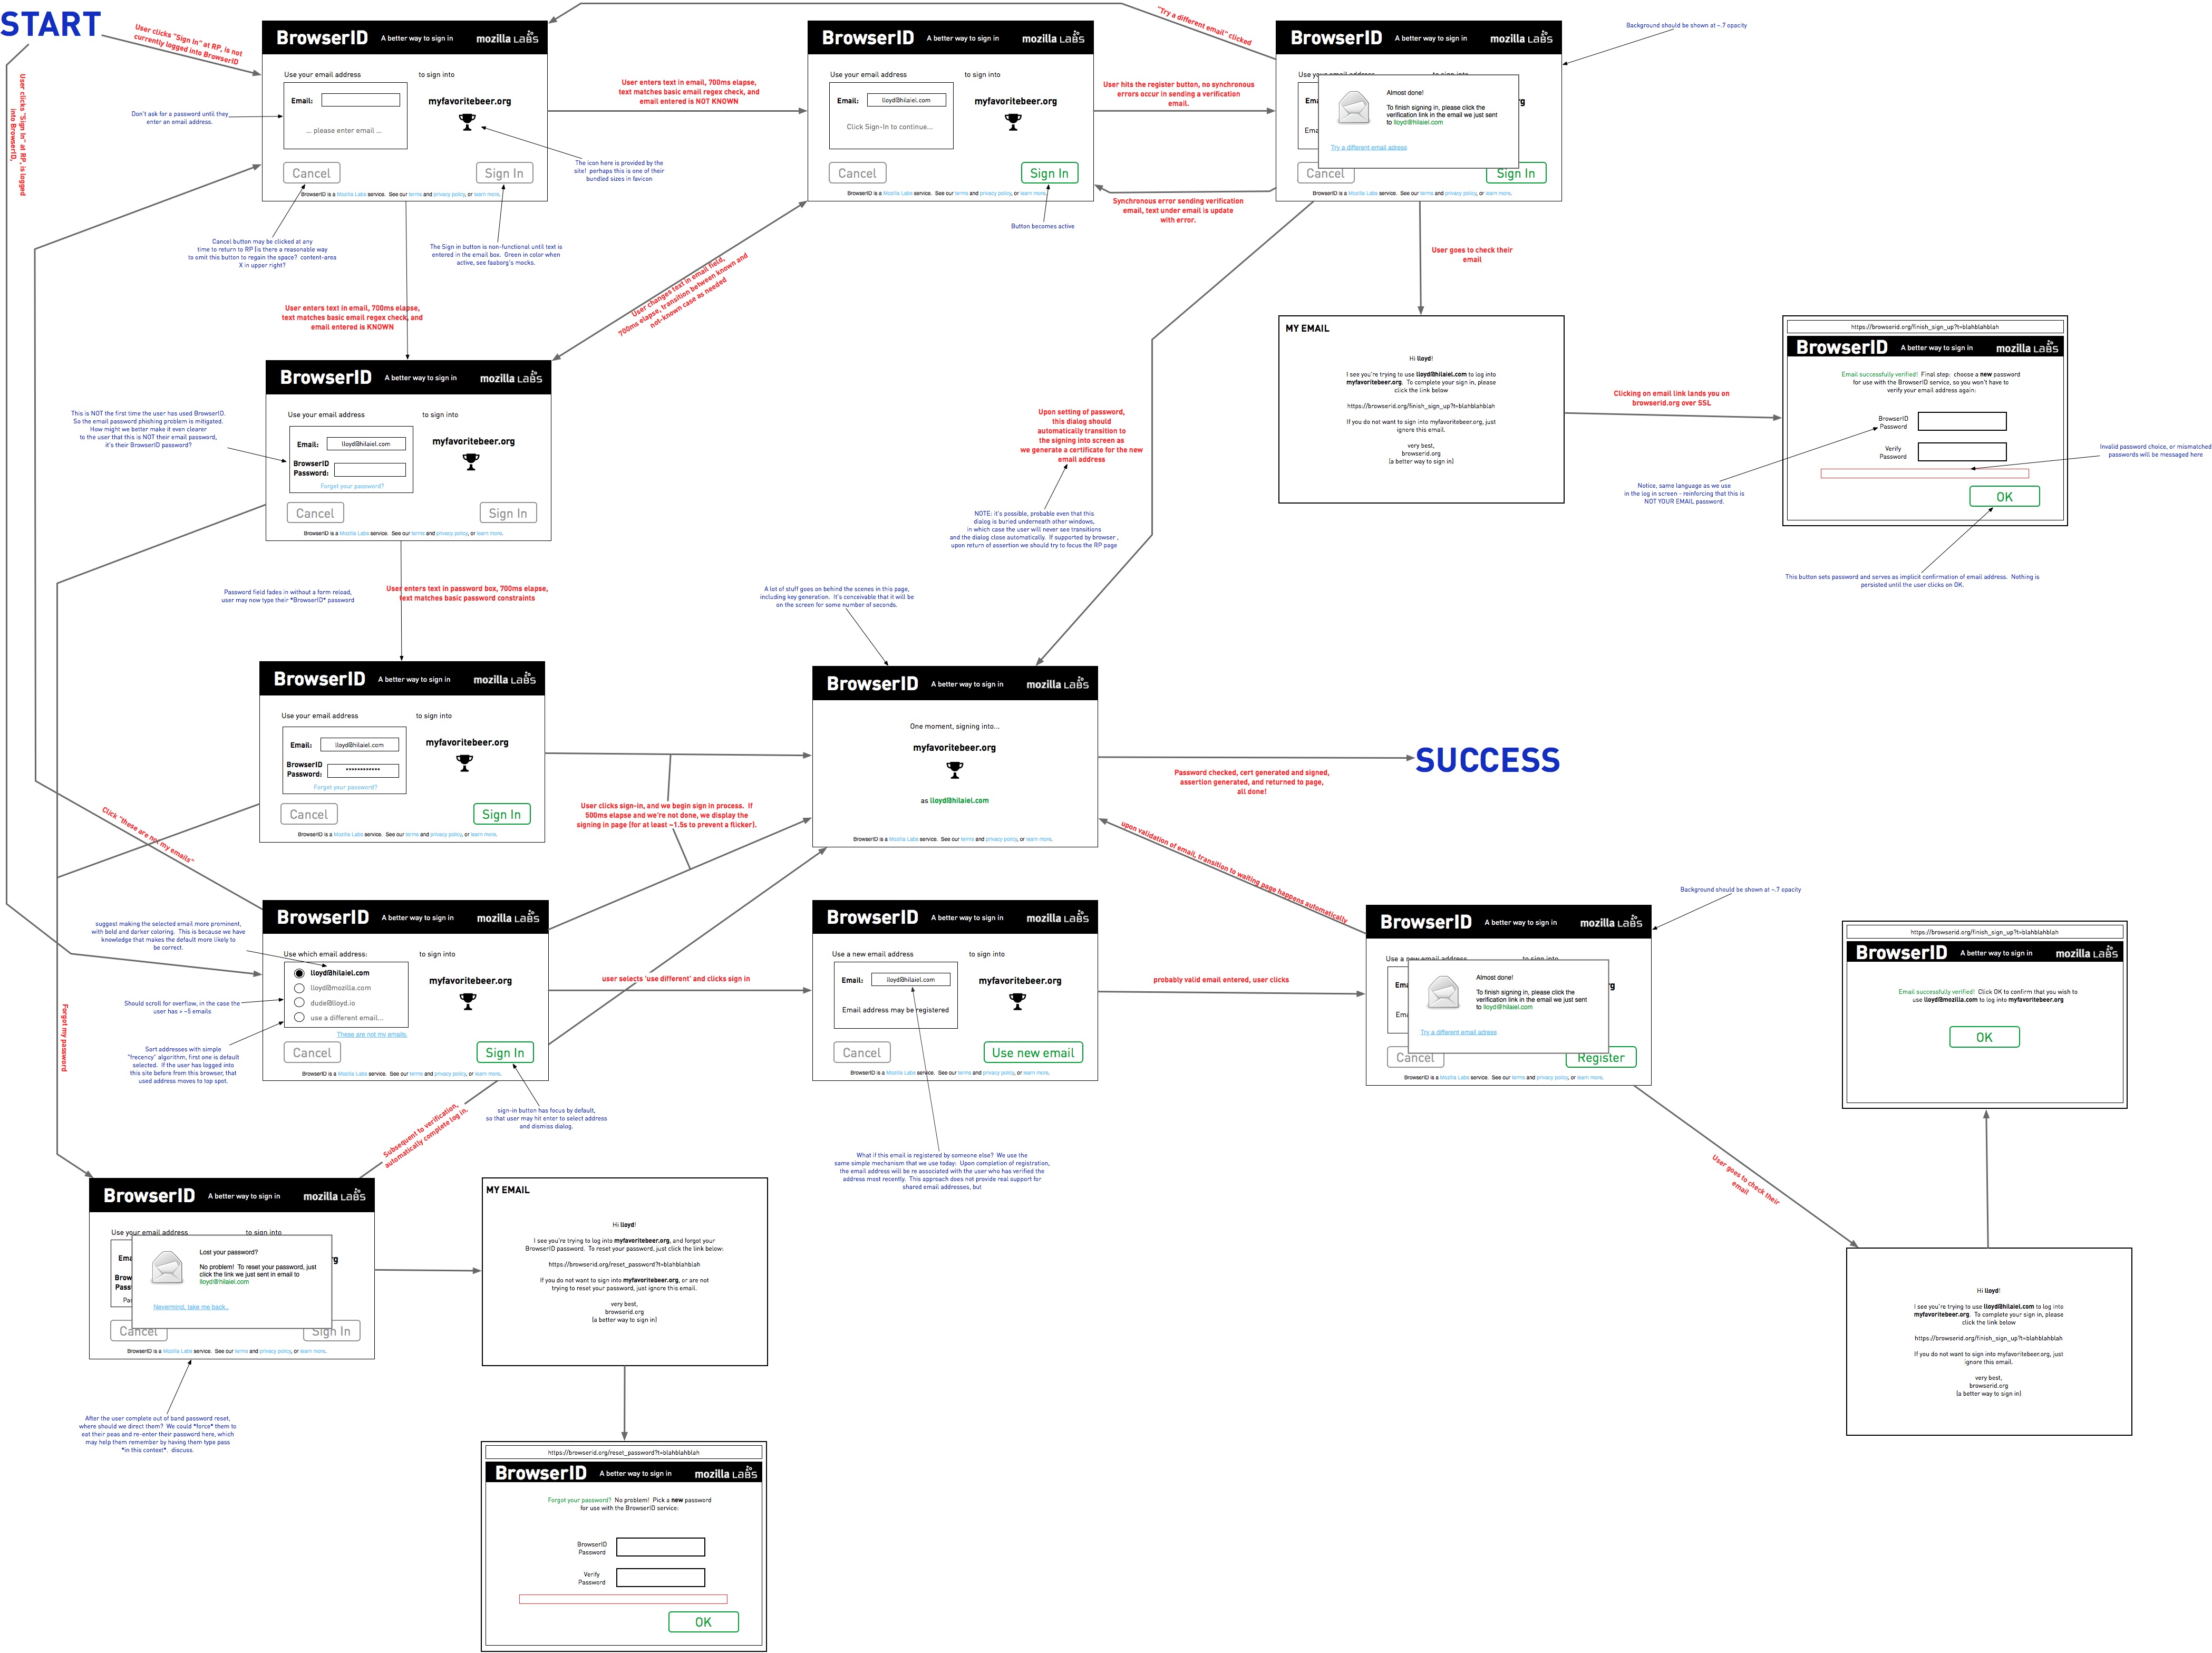 START
User clicks "Sign In" at RP, is not
currently logged into BrowserID
User clicks "Sign In" at RP, is logged
into BrowserID,
BrowserID A better way to sign in mozilla LABS
Use your email address to sign into
Email:
myfavoritebeer.org
... please enter email ...
Cancel Sign In
BrowserID is a Mozilla Labs service. See our terms and privacy policy, or learn more.
Don't ask for a password until they
enter an email address.
The icon here is provided by the
site! perhaps this is one of their
bundled sizes in favicon
Cancel button may be clicked at any
time to return to RP (is there a reasonable way
to omit this button to regain the space? content-area
X in upper right?
The Sign in button is non-functional until text is
entered in the email box. Green in color when
active, see faaborg's mocks.
User enters text in email, 700ms elapse,
text matches basic email regex check, and
email entered is NOT KNOWN
BrowserID A better way to sign in mozilla LABS
Use your email address to sign into
Email: lloyd@hilaiel.com
myfavoritebeer.org
Click Sign-In to continue...
Cancel Sign In
BrowserID is a Mozilla Labs service. See our terms and privacy policy, or learn more.
Button becomes active
"Try a different email" clicked
User hits the register button, no synchronous
errors occur in sending a verification
email.
Synchronous error sending verification
email, text under email is update
with error.
BrowserID A better way to sign in mozilla LABS
Use your email address to sign into
Ema
rg
Ema
Almost done!
To finish signing in, please click the
verification link in the email we just sent
to lloyd@hilaiel.com
Try a different email adress
Cancel Sign In
BrowserID is a Mozilla Labs service. See our terms and privacy policy, or learn more.
Background should be shown at ~.7 opacity
User goes to check their
email
User enters text in email, 700ms elapse,
text matches basic email regex check, and
email entered is KNOWN
User changes text in email field,
700ms elapse, transition between known and
not-known case as needed
MY EMAIL
Hi lloyd!
I see you're trying to use lloyd@hilaiel.com to log into
myfavoritebeer.org. To complete your sign in, please
click the link below
https://browserid.org/finish_sign_up?t=blahblahblah
If you do not want to sign into myfavoritebeer.org, just
ignore this email.
very best,
browserid.org
(a better way to sign in)
Clicking on email link lands you on
browserid.org over SSL
https://browserid.org/finish_sign_up?t=blahblahblah
BrowserID A better way to sign in mozilla LABS
Email successfully verified! Final step: choose a new password
for use with the BrowserID service, so you won't have to
verify your email address again:
BrowserID
Password
Verify
Password
OK
Invalid password choice, or mismatched
passwords will be messaged here
Notice, same language as we use
in the log in screen - reinforcing that this is
NOT YOUR EMAIL password.
This button sets password and serves as implicit confirmation of email address. Nothing is
persisted until the user clicks on OK.
BrowserID A better way to sign in mozilla LABS
Use your email address to sign into
Email: lloyd@hilaiel.com
myfavoritebeer.org
BrowserID
Password:
Forget your password?
Cancel Sign In
BrowserID is a Mozilla Labs service. See our terms and privacy policy, or learn more.
This is NOT the first time the user has used BrowserID.
So the email password phishing problem is mitigated.
How might we better make it even clearer
to the user that this is NOT their email password,
it's their BrowserID password?
Upon setting of password,
this dialog should
automatically transition to
the signing into screen as
we generate a certificate for the new
email address
NOTE: it's possible, probable even that this
dialog is buried underneath other windows,
in which case the user will never see transitions
and the dialog close automatically. If supported by browser ,
upon return of assertion we should try to focus the RP page
Password field fades in without a form reload,
user may now type their *BrowserID* password
User enters text in password box, 700ms elapse,
text matches basic password constraints
A lot of stuff goes on behind the scenes in this page,
including key generation. It's conceivable that it will be
on the screen for some number of seconds.
BrowserID A better way to sign in mozilla LABS
Use your email address to sign into
Email: lloyd@hilaiel.com
myfavoritebeer.org
BrowserID
Password: ************
Forget your password?
Cancel Sign In
BrowserID is a Mozilla Labs service. See our terms and privacy policy, or learn more.
User clicks sign-in, and we begin sign in process. If
500ms elapse and we're not done, we display the
signing in page (for at least ~1.5s to prevent a flicker).
BrowserID A better way to sign in mozilla LABS
One moment, signing into...
myfavoritebeer.org
as lloyd@hilaiel.com
BrowserID is a Mozilla Labs service. See our terms and privacy policy, or learn more.
Password checked, cert generated and signed,
assertion generated, and returned to page,
all done!
SUCCESS
Click "these are not my emails"
Forgot my password
suggest making the selected email more prominent,
with bold and darker coloring. This is because we have
knowledge that makes the default more likely to
be correct.
Should scroll for overflow, in the case the
user has > ~5 emails
Sort addresses with simple
"frecency" algorithm, first one is default
selected. If the user has logged into
this site before from this browser, that
used address moves to top spot.
BrowserID A better way to sign in mozilla LABS
Use which email address: to sign into
lloyd@hilaiel.com
lloyd@mozilla.com
dude@lloyd.io
use a different email...
myfavoritebeer.org
These are not my emails.
Cancel Sign In
BrowserID is a Mozilla Labs service. See our terms and privacy policy, or learn more.
sign-in button has focus by default,
so that user may hit enter to select address
and dismiss dialog.
user selects 'use different' and clicks sign in
BrowserID A better way to sign in mozilla LABS
Use a new email address to sign into
Email: lloyd@hilaiel.com
myfavoritebeer.org
Email address may be registered
Cancel Use new email
BrowserID is a Mozilla Labs service. See our terms and privacy policy, or learn more.
What if this email is registered by someone else? We use the
same simple mechanism that we use today: Upon completion of registration,
the email address will be re associated with the user who has verified the
address most recently. This approach does not provide real support for
shared email addresses, but
probably valid email entered, user clicks
upon validation of email, transition to waiting page happens automatically
BrowserID A better way to sign in mozilla LABS
Use a new email address to sign into
Ema
rg
Ema
Almost done!
To finish signing in, please click the
verification link in the email we just sent
to lloyd@hilaiel.com
Try a different email adress
Cancel Register
BrowserID is a Mozilla Labs service. See our terms and privacy policy, or learn more.
Background should be shown at ~.7 opacity
https://browserid.org/finish_sign_up?t=blahblahblah
BrowserID A better way to sign in mozilla LABS
Email successfully verified! Click OK to confirm that you wish to
use lloyd@mozilla.com to log into myfavoritebeer.org
OK
User goes to check their
email
Hi lloyd!
I see you're trying to use lloyd@hilaiel.com to log into
myfavoritebeer.org. To complete your sign in, please
click the link below
https://browserid.org/finish_sign_up?t=blahblahblah
If you do not want to sign into myfavoritebeer.org, just
ignore this email.
very best,
browserid.org
(a better way to sign in)
Subsequent to verification,
automatically complete log in.
BrowserID A better way to sign in mozilla LABS
Use your email address to sign into
Ema
rg
Brow
Pass
Pa
Lost your password?
No problem! To reset your password, just
click the link we just sent in email to
lloyd@hilaiel.com
Nevermind, take me back..
Cancel Sign In
BrowserID is a Mozilla Labs service. See our terms and privacy policy, or learn more.
After the user complete out of band password reset,
where should we direct them? We could *force* them to
eat their peas and re-enter their password here, which
may help them remember by having them type pass
*in this context*. discuss.
MY EMAIL
Hi lloyd!
I see you're trying to log into myfavoritebeer.org, and forgot your
BrowserID password. To reset your password, just click the link below:
https://browserid.org/reset_password?t=blahblahblah
If you do not want to sign into myfavoritebeer.org, or are not
trying to reset your password, just ignore this email.
very best,
browserid.org
(a better way to sign in)
https://browserid.org/reset_password?t=blahblahblah
BrowserID A better way to sign in mozilla LABS
Forgot your password? No problem! Pick a new password
for use with the BrowserID service:
BrowserID
Password
Verify
Password
OK